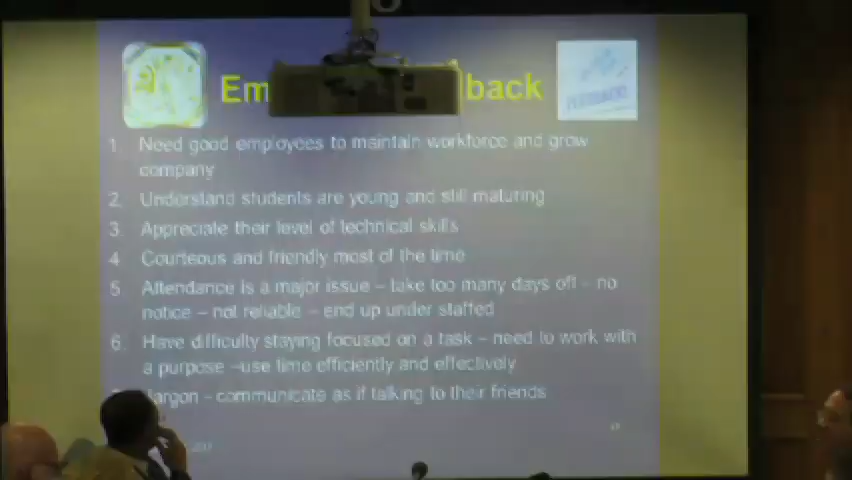 Em back
1. Need good employees to maintain workforce and grow
company
2. Understand students are young and still maturing
3. Appreciate their level of technical skills
4. Courteous and friendly most of the time
5. Attendance is a major issue – take too many days off – no
notice – not reliable – end up under staffed
6. Have difficulty staying focused on a task – need to work with
a purpose –use time efficiently and effectively
Jargon - communicate as if talking to their friends